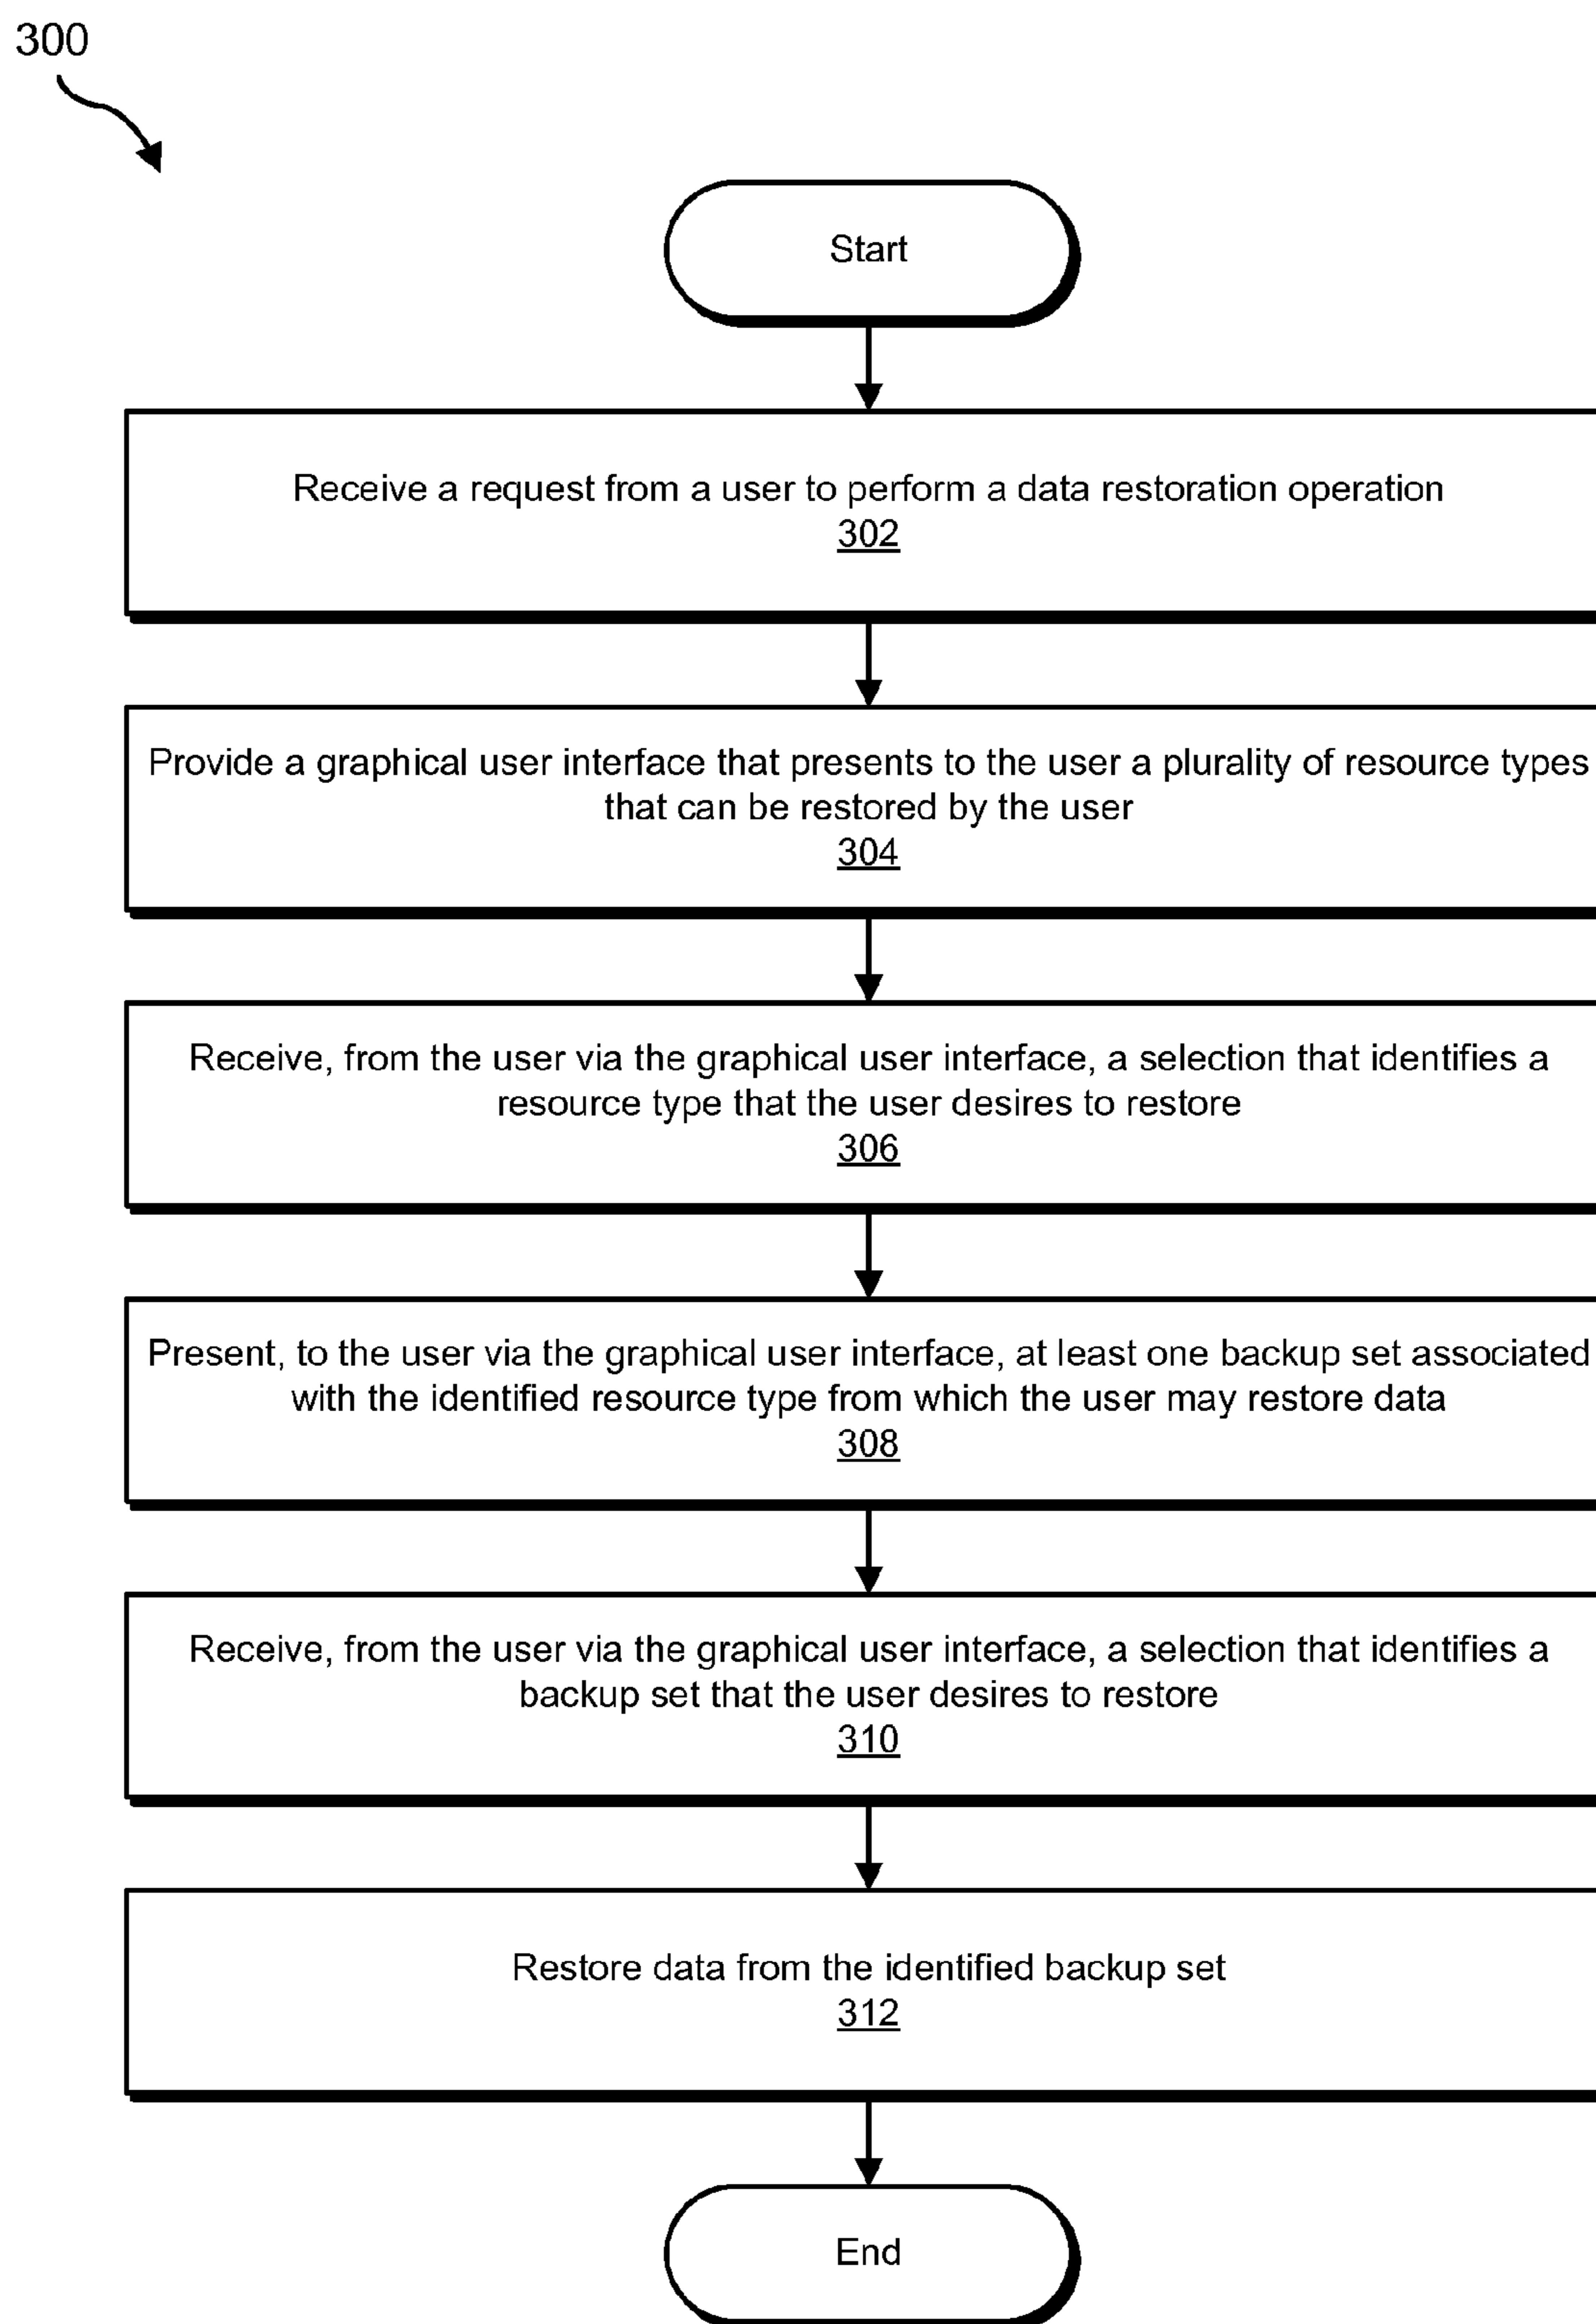 300
Start
Receive a request from a user to perform a data restoration operation
302
Provide a graphical user interface that presents to the user a plurality of resource types
that can be restored by the user
304
Receive, from the user via the graphical user interface, a selection that identifies a
resource type that the user desires to restore
306
Present, to the user via the graphical user interface, at least one backup set associated
with the identified resource type from which the user may restore data
308
Receive, from the user via the graphical user interface, a selection that identifies a
backup set that the user desires to restore
310
Restore data from the identified backup set
312
End